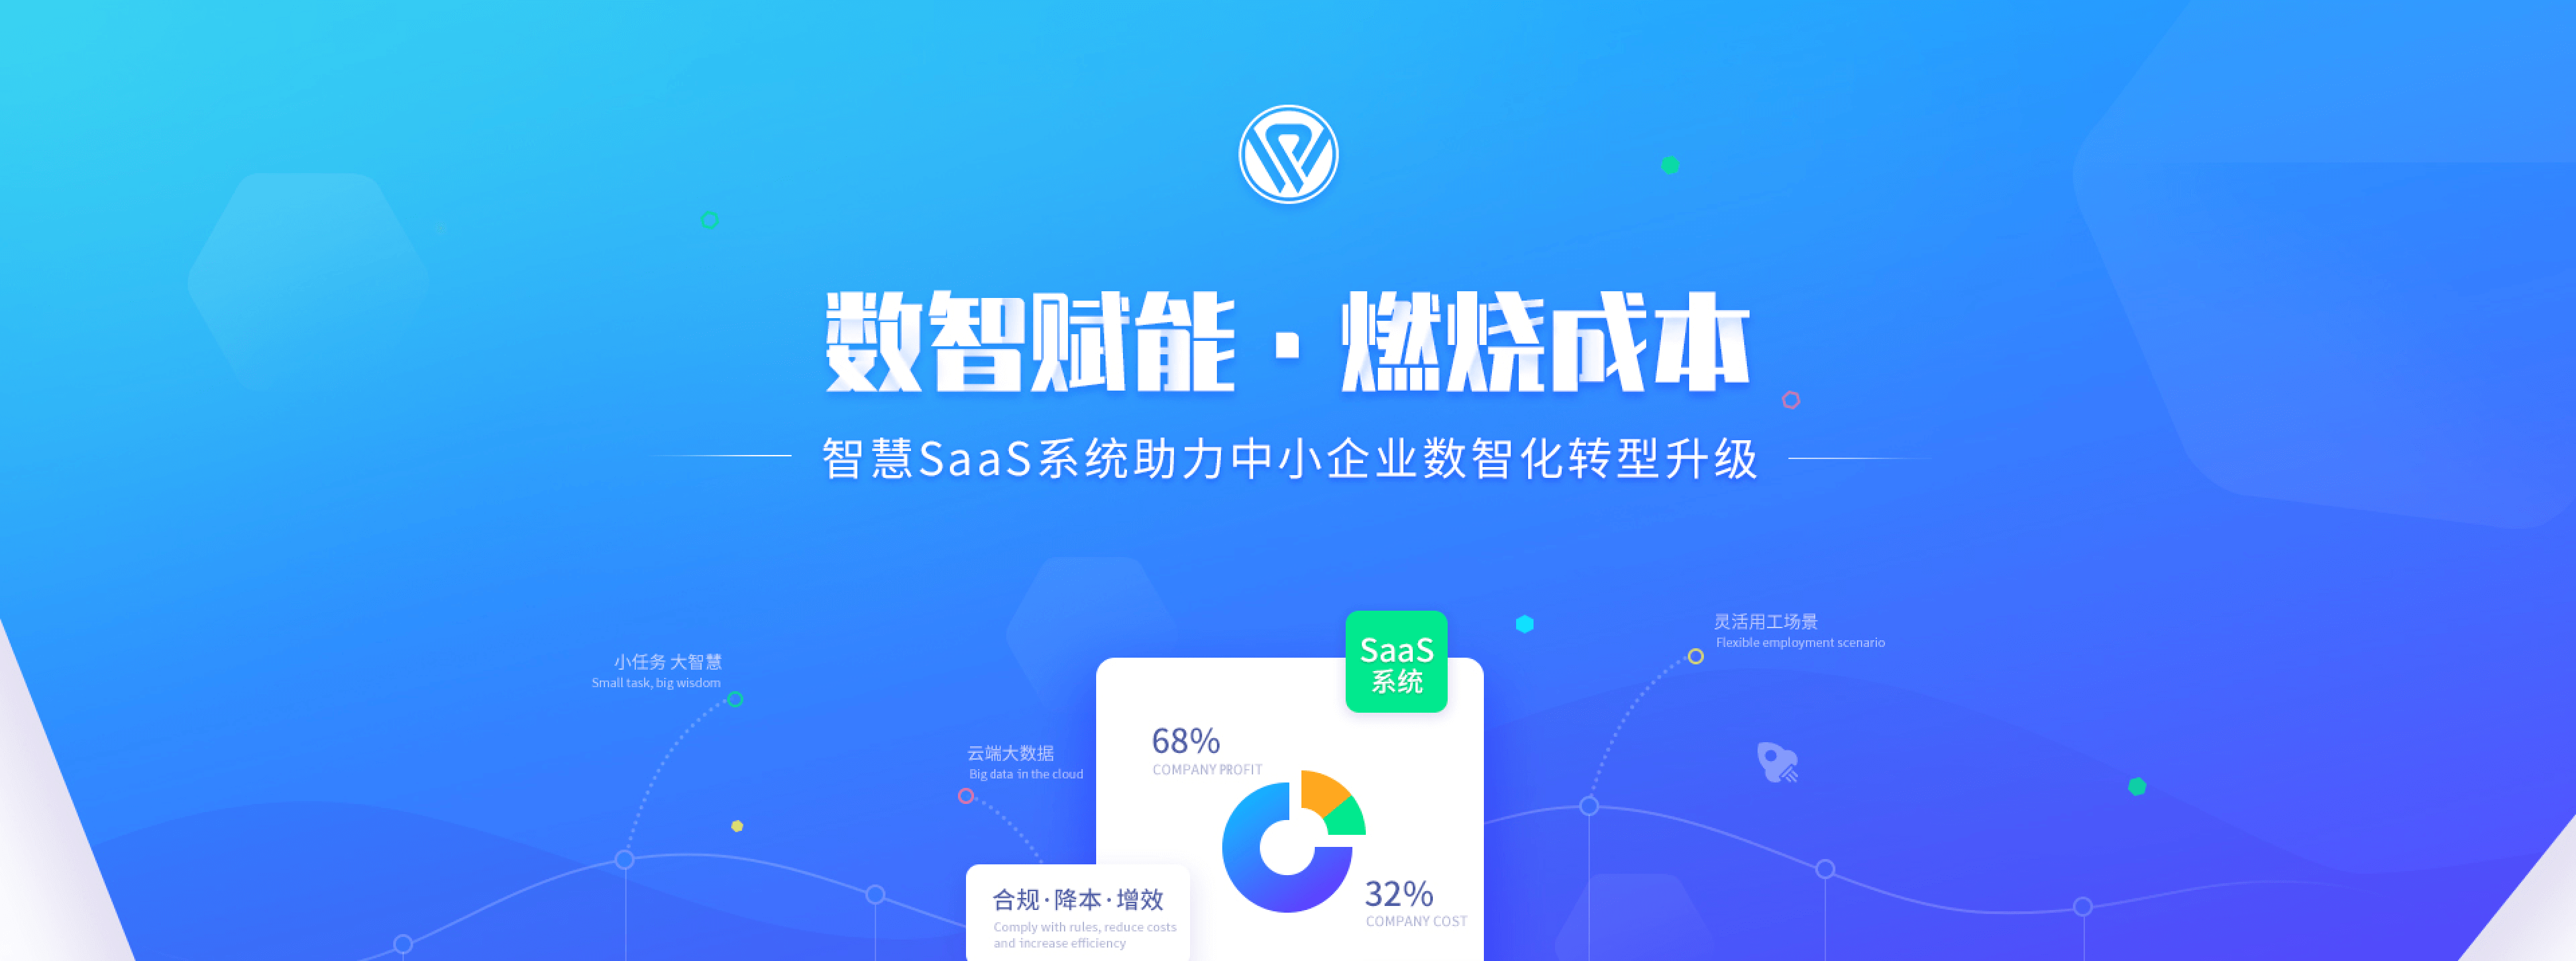 数智赋能·燃烧成本
智慧SaaS系统助力中小企业数智化转型升级
小任务 大智慧
Small task, big wisdom
云端大数据
Big data in the cloud
SaaS
系统
68%
COMPANY PROFIT
32%
COMPANY COST
合规·降本·增效
Comply with rules, reduce costs
and increase efficiency
灵活用工场景
Flexible employment scenario